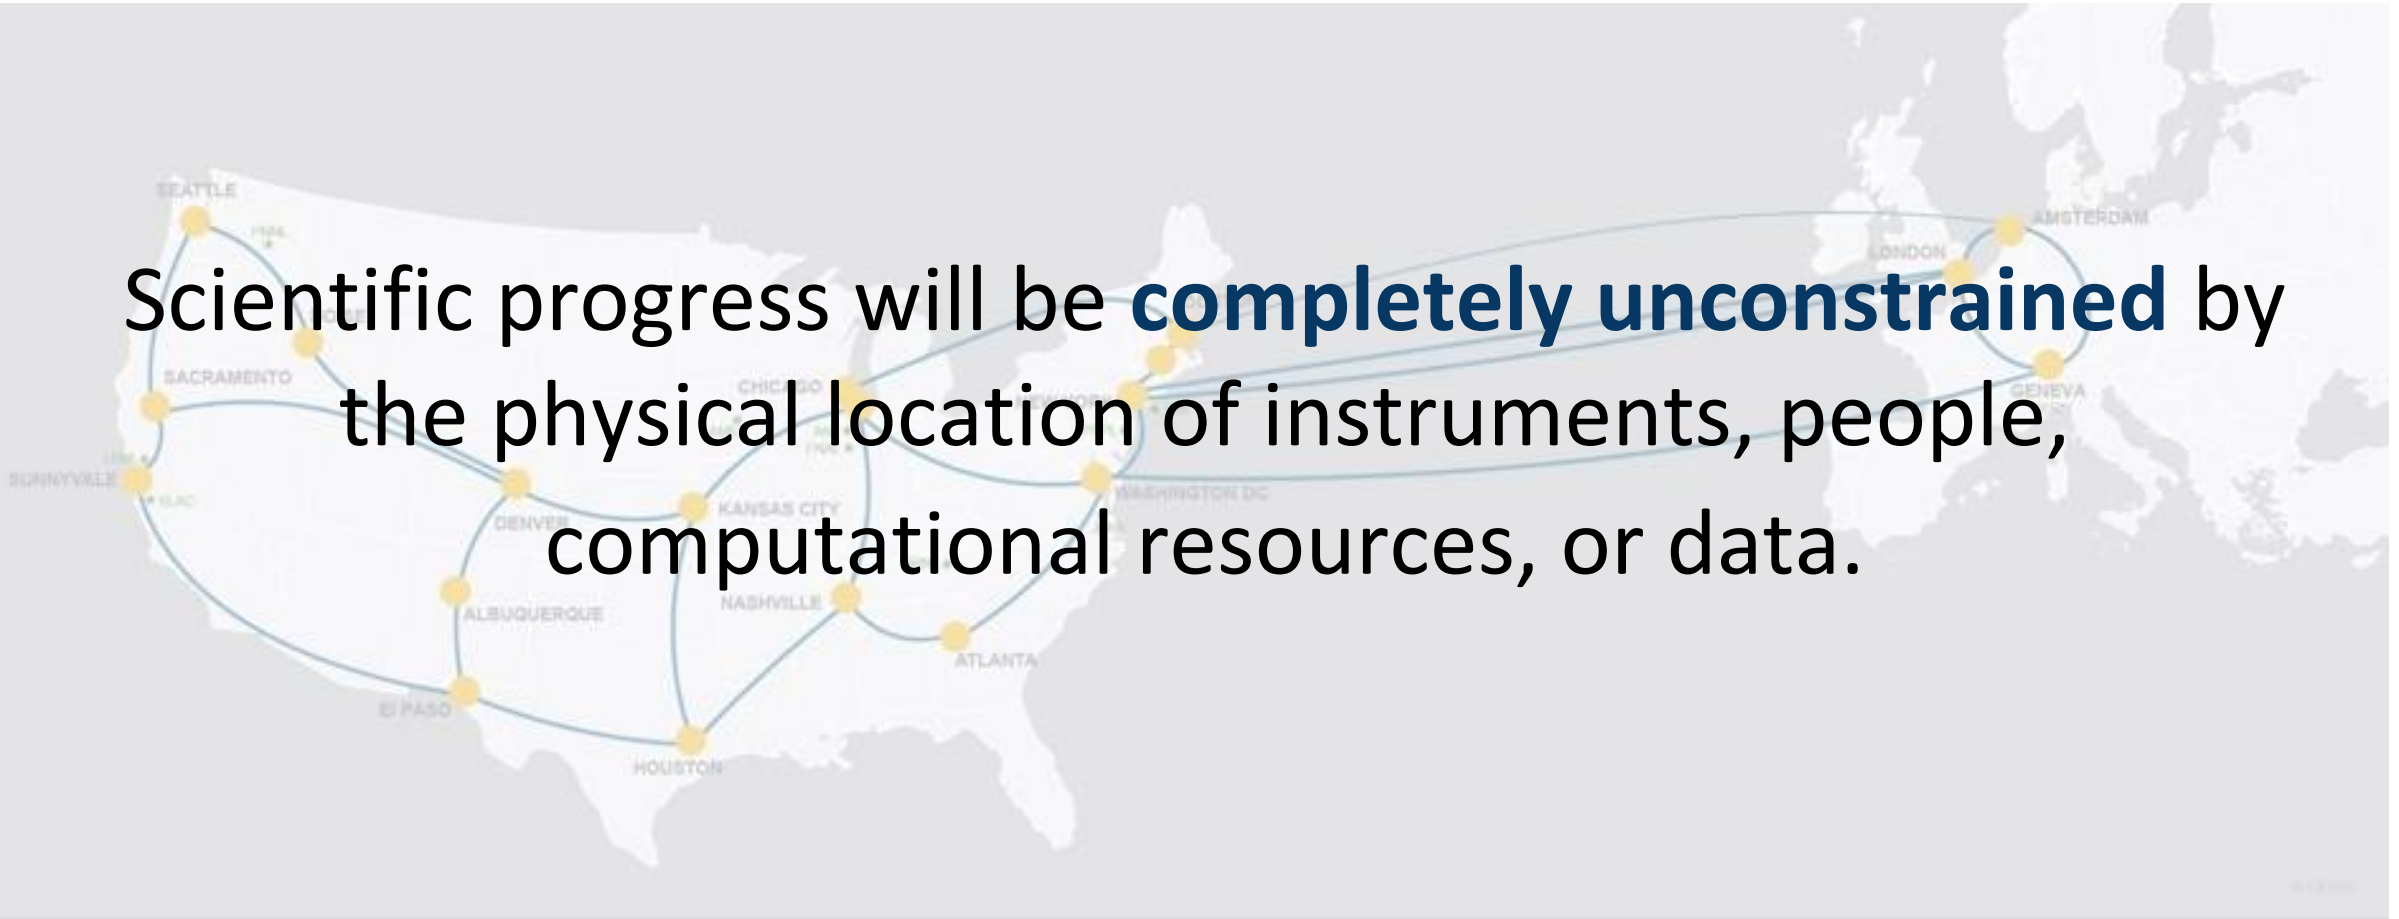 SEATTLE
AMSTERDAM
LONDON
Scientific progress will be completely unconstrained by
SACRAMENTO
CHICAGO
GENEVA
the physical location of instruments, people,
SUNNYVALE
WASHINGTON DC
KANSAS CITY
DENVER
computational resources, or data.
NASHVILLE
ALBUQUERQUE
ATLANTA
El PASO
HOUSTON